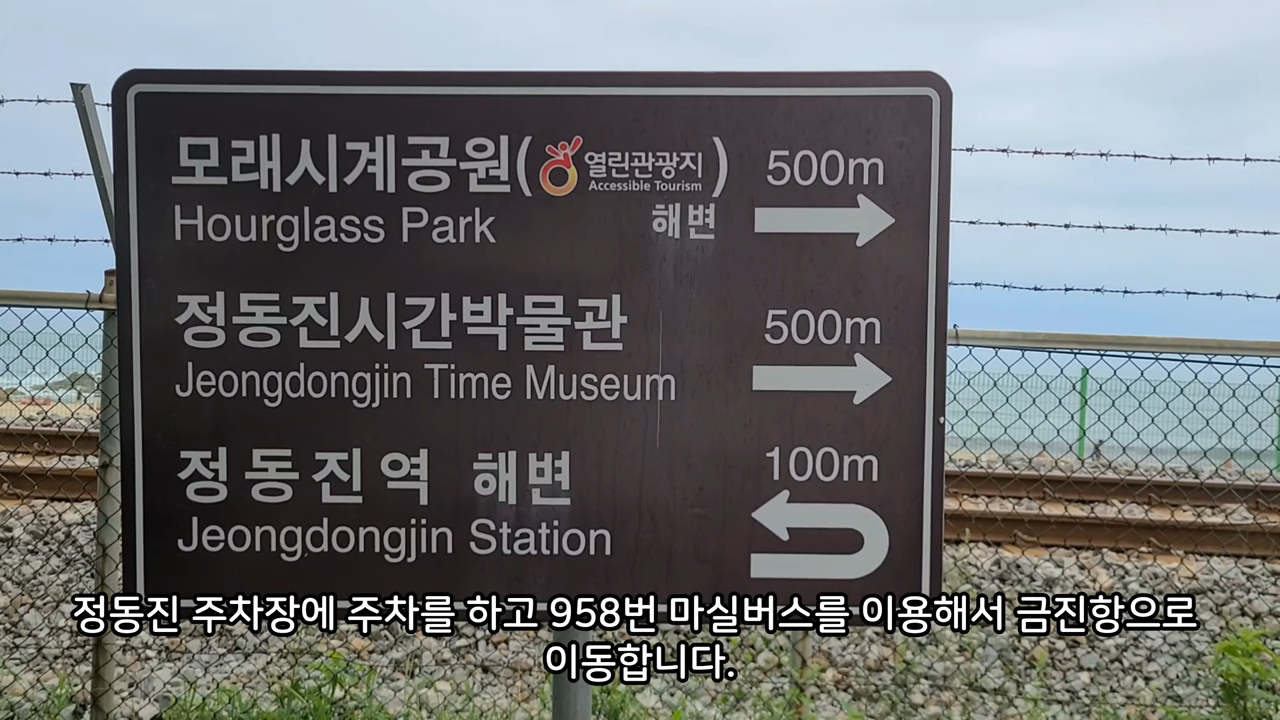 모래시계공원( 열린관광지 ) 500m
Accessible Tourism
Hourglass Park 해변
정동진시간박물관 500m
Jeongdongjin Time Museum
정동진역 해변 100m
Jeongdongjin Station
정동진 주차장에 주차를 하고 958번 마실버스를 이용해서 금진항으로
이동합니다.